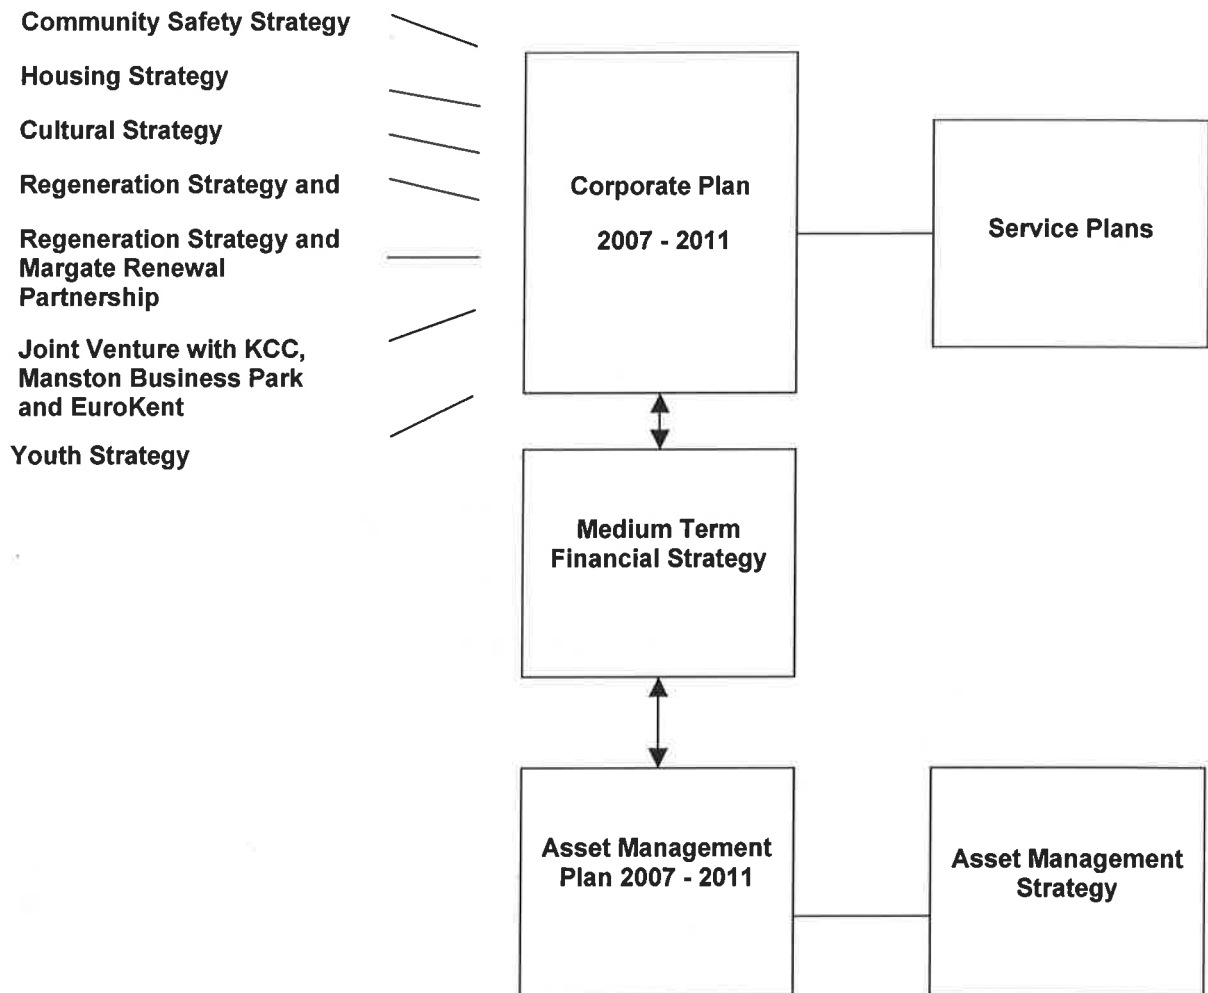 Community Safety Strategy
Housing Strategy
Cultural Strategy
Regeneration Strategy and
Regeneration Strategy and
Margate Renewal
Partnership
Joint Venture with KCC,
Manston Business Park
and EuroKent
Youth Strategy
Corporate Plan
2007 - 2011
Service Plans
Medium Term
Financial Strategy
Asset Management
Plan 2007 - 2011
Asset Management
Strategy